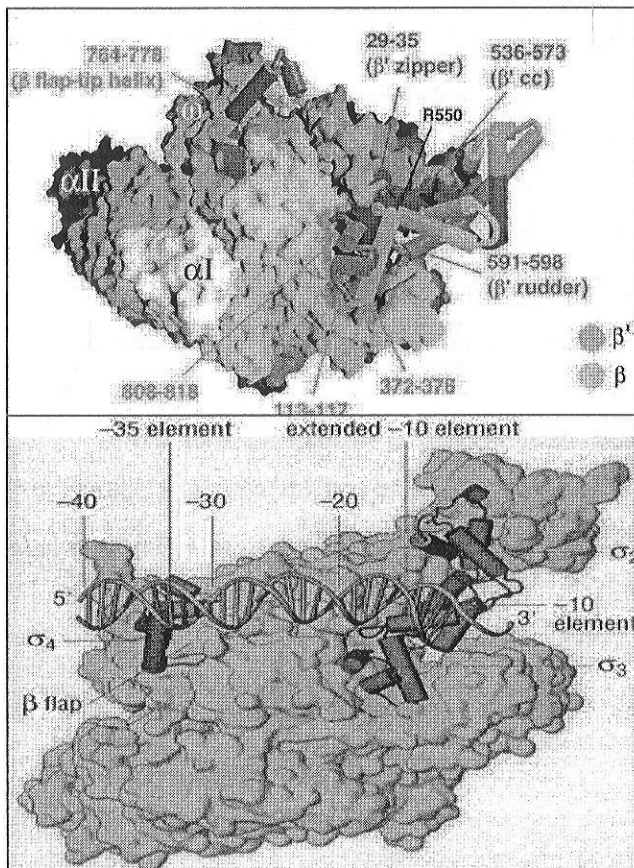 764-778
(β flap-tip helix)
29-35
(β' zipper)
536-573
(β' cc)
R550
ω
αII
αI
591-598
(β' rudder)
β'
β
808-818
113-117
372-376
−35 element
extended −10 element
−40
−30
−20
σ₂
5'
3'
−10
element
σ₄
σ₃
β flap